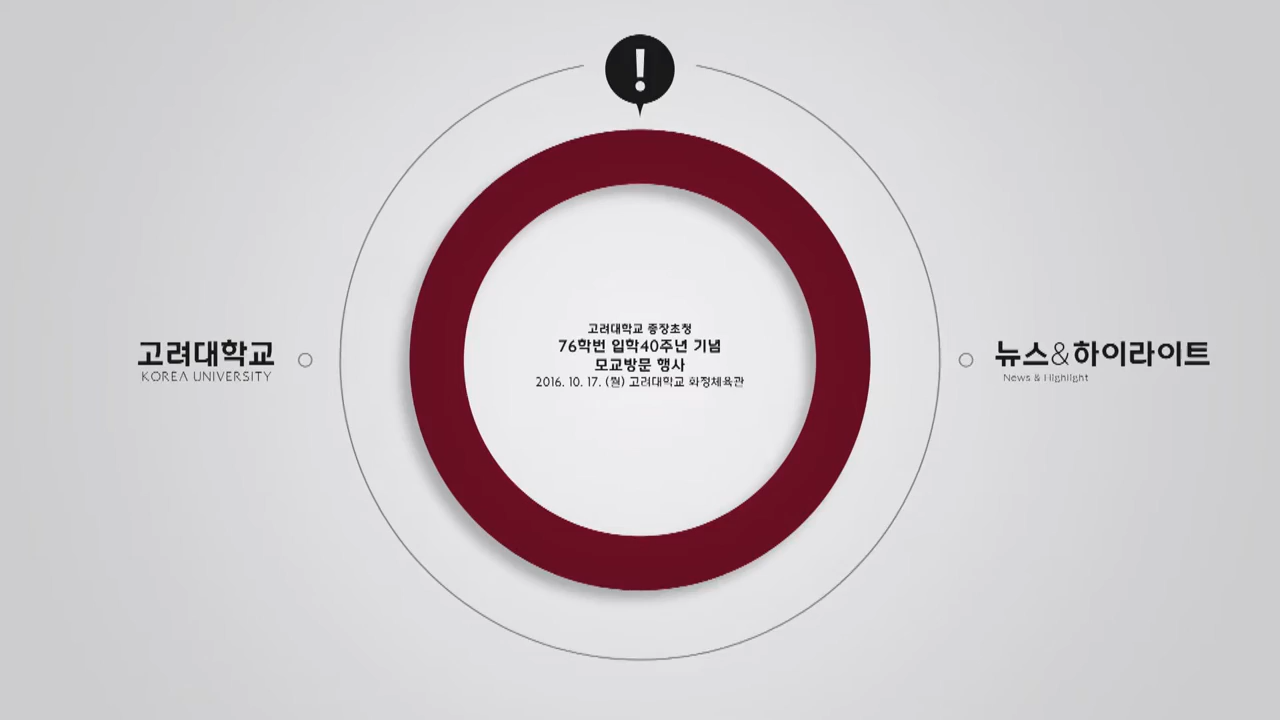 !
고려대학교 총장초청
76학번 입학40주년 기념
모교방문 행사
2016. 10. 17. (월) 고려대학교 화정체육관
고려대학교
KOREA UNIVERSITY
뉴스&하이라이트
News & Highlight